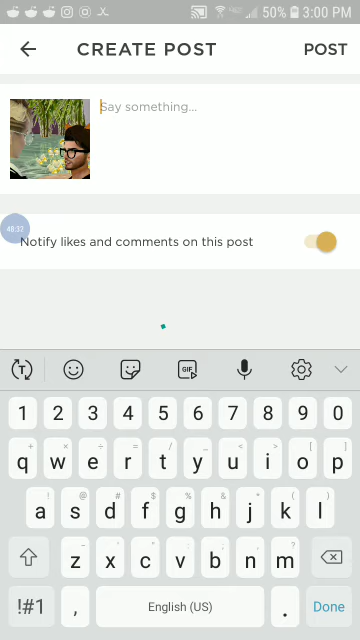 50% 3:00 PM
CREATE POST POST
Say something...
Notify likes and comments on this post
T GIF
1 2 3 4 5 6 7 8 9 0
+ × ÷ = / _ < > [ ]
q w e r t y u i o p
! @ # $ % & * ( )
a s d f g h j k l
- ' " : ; , ?
z x c v b n m
!#1 , English (US) . Done